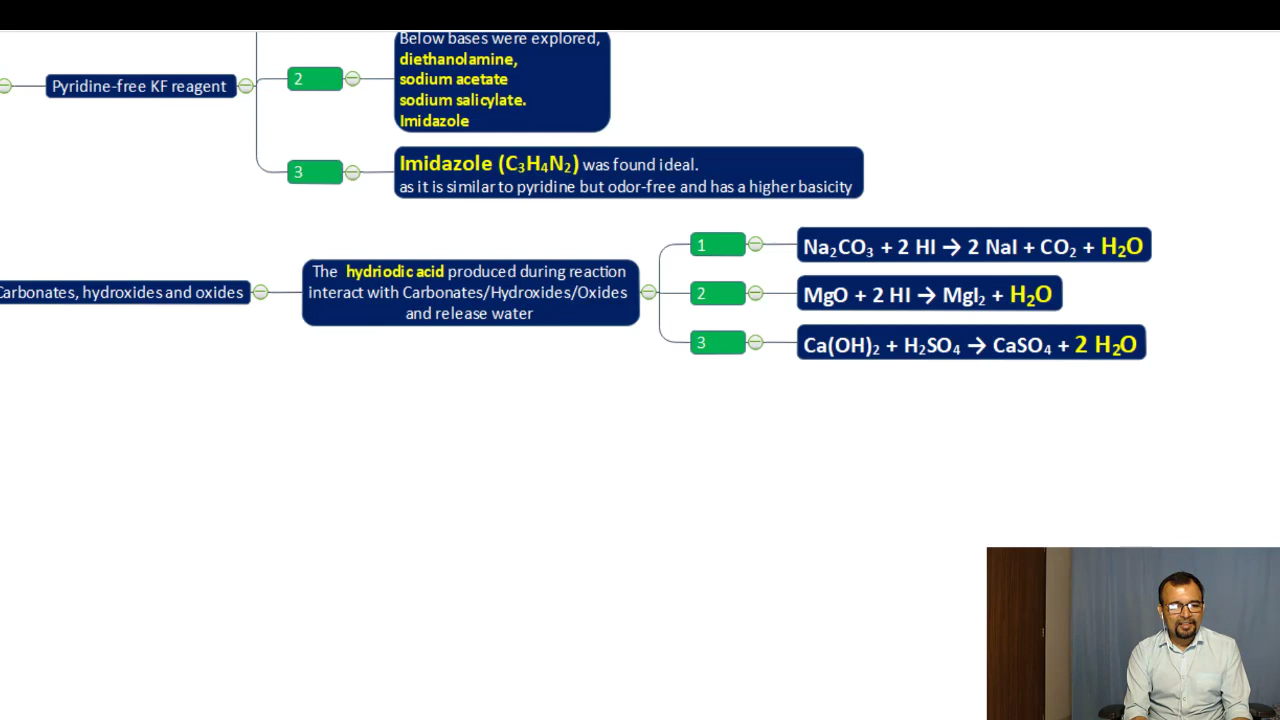 Pyridine-free KF reagent
2
Below bases were explored,
diethanolamine,
sodium acetate
sodium salicylate.
Imidazole
3
Imidazole (C₃H₄N₂) was found ideal.
as it is similar to pyridine but odor-free and has a higher basicity
Carbonates, hydroxides and oxides
The hydriodic acid produced during reaction
interact with Carbonates/Hydroxides/Oxides
and release water
1
Na₂CO₃ + 2 HI → 2 NaI + CO₂ + H₂O
2
MgO + 2 HI → MgI₂ + H₂O
3
Ca(OH)₂ + H₂SO₄ → CaSO₄ + 2 H₂O